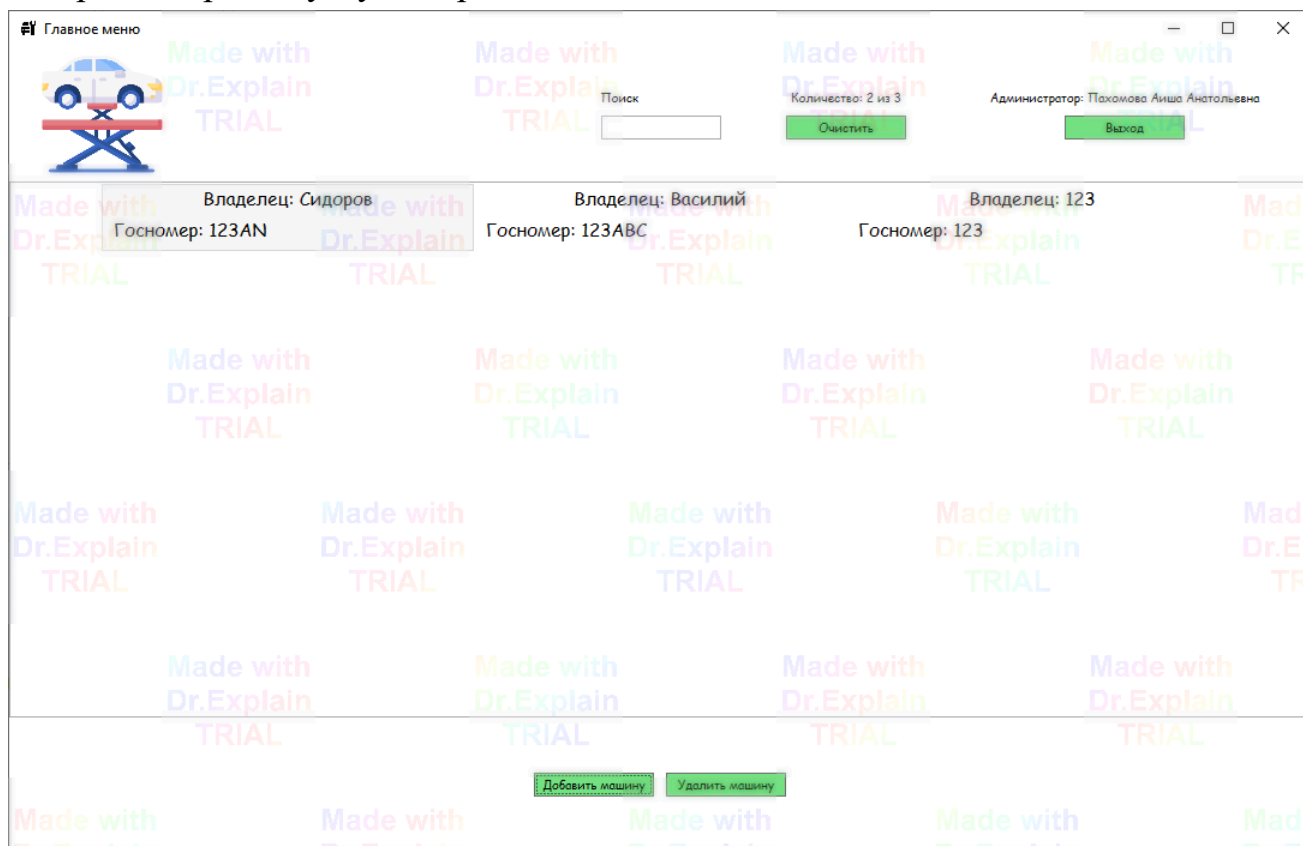 Главное меню
Поиск
Количество: 2 из 3
Администратор: Пахомова Аиша Анатольевна
Очистить
Выход
Владелец: Сидоров
Госномер: 123AN
Владелец: Василий
Госномер: 123ABC
Владелец: 123
Госномер: 123
Добавить машину
Удалить машину
Made with
Dr.Explain
TRIAL